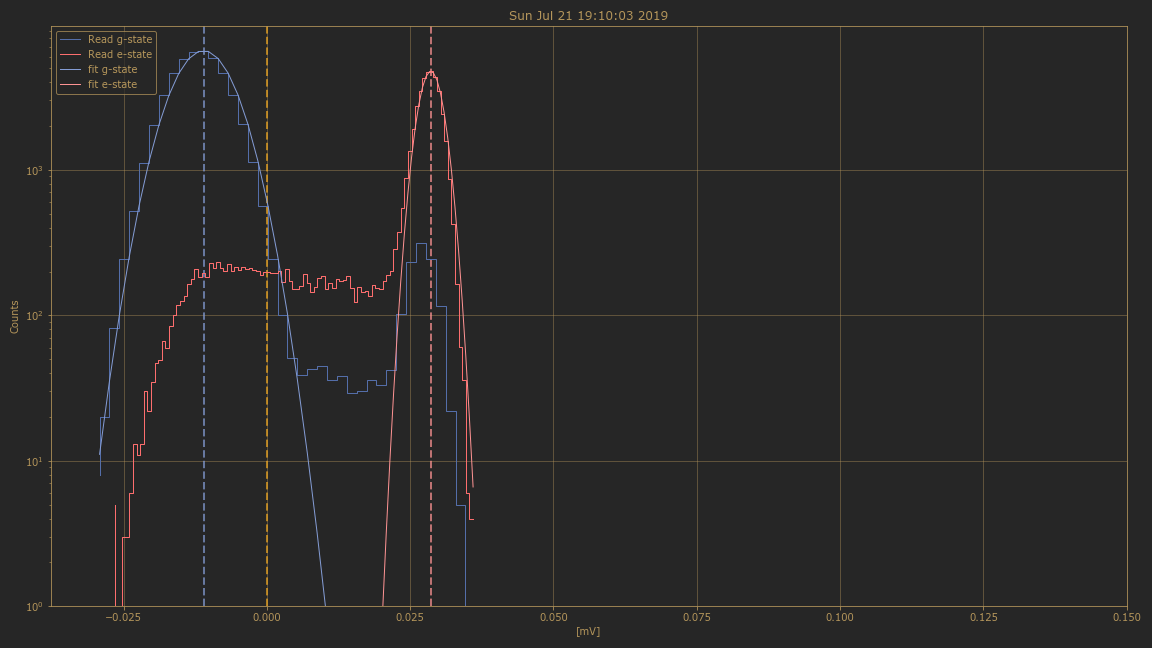 Sun Jul 21 19:10:03 2019
Read g-state
Read e-state
fit g-state
fit e-state
Counts
10³
10²
10¹
10⁰
−0.025 0.000 0.025 0.050 0.075 0.100 0.125 0.150
[mV]